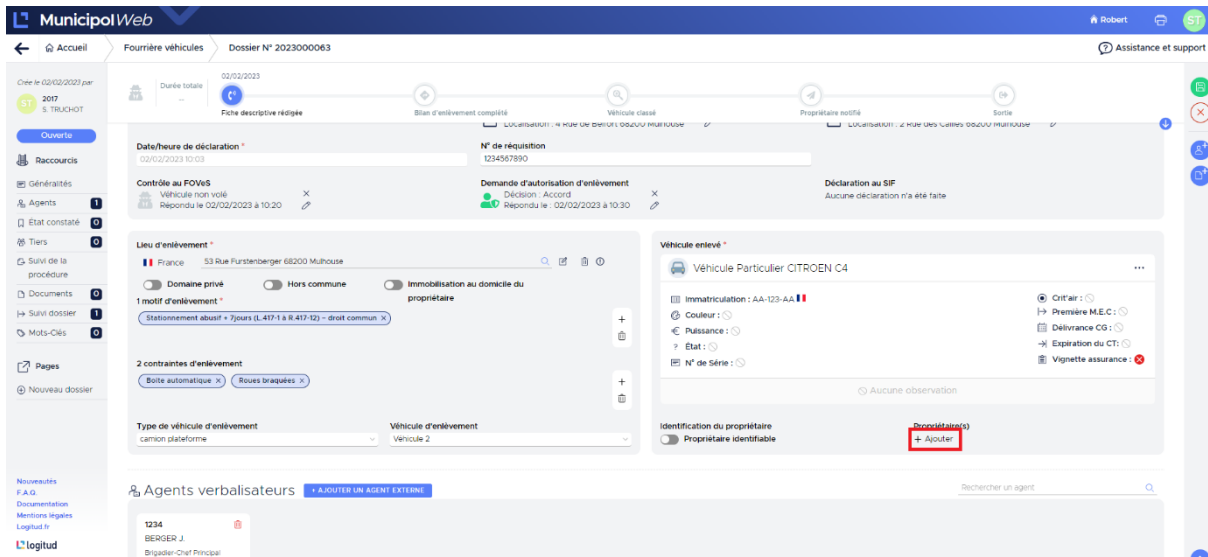 MunicipolWeb
Robert
ST
Accueil
Fourrière véhicules
Dossier N° 2023000063
Assistance et support
Crée le 02/02/2023 par
ST
2017
S. TRUCHOT
Ouverte
Raccourcis
Généralités
Agents 1
État constaté 0
Tiers 0
Suivi de la
procédure
Documents 0
Suivi dossier 1
Mots-Clés 0
Pages
Nouveau dossier
Nouveautés
F.A.Q.
Documentation
Mentions légales
Logitud.fr
logitud
Durée totale
...
02/02/2023
Fiche descriptive rédigée
Bilan d'enlèvement complété
Véhicule classé
Propriétaire notifié
Sortie
Localisation : 4 Rue de Belfort 68200 Mulhouse
Localisation : 2 Rue des Cailles 68200 Mulhouse
Date/heure de déclaration *
02/02/2023 10:03
N° de réquisition
1234567890
Contrôle au FOVeS
Véhicule non volé
Répondu le 02/02/2023 à 10:20
Demande d'autorisation d'enlèvement
Décision : Accord
Répondu le : 02/02/2023 à 10:30
Déclaration au SIF
Aucune déclaration n'a été faite
Lieu d'enlèvement *
France
53 Rue Furstenberger 68200 Mulhouse
Domaine privé
Hors commune
Immobilisation au domicile du
propriétaire
1 motif d'enlèvement *
Stationnement abusif + 7jours (L.417-1 à R.417-12) – droit commun ×
2 contraintes d'enlèvement
Boite automatique ×
Roues braquées ×
Type de véhicule d'enlèvement
camion plateforme
Véhicule d'enlèvement
Véhicule 2
Véhicule enlevé *
Véhicule Particulier CITROEN C4
Immatriculation : AA-123-AA
Couleur :
Puissance :
? État :
N° de Série :
Crit'air :
Première M.E.C :
Délivrance CG :
Expiration du CT:
Vignette assurance :
Aucune observation
Identification du propriétaire
Propriétaire identifiable
Propriétaire(s)
+ Ajouter
Agents verbalisateurs
+ AJOUTER UN AGENT EXTERNE
Rechercher un agent
1234
BERGER J.
Brigadier-Chef Principal